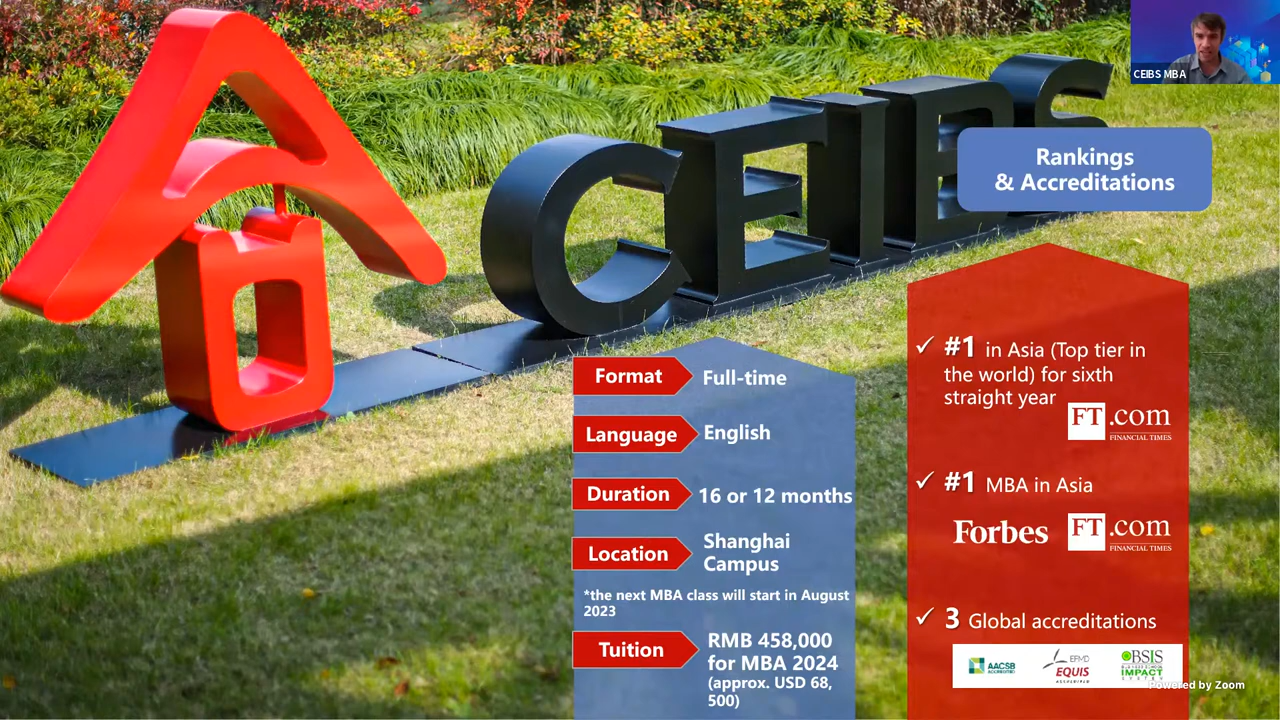 CEIBS
CEIBS MBA
Rankings
& Accreditations
Format
Full-time
Language
English
Duration
16 or 12 months
Location
Shanghai
Campus
*the next MBA class will start in August
2023
Tuition
RMB 458,000
for MBA 2024
(approx. USD 68,
500)
✓ #1 in Asia (Top tier in
the world) for sixth
straight year
FT.com
FINANCIAL TIMES
✓ #1 MBA in Asia
Forbes
FT.com
FINANCIAL TIMES
✓ 3 Global accreditations
AACSB
ACCREDITED
EFMD
EQUIS
ACCREDITED
BSIS
IMPACT
Powered by Zoom